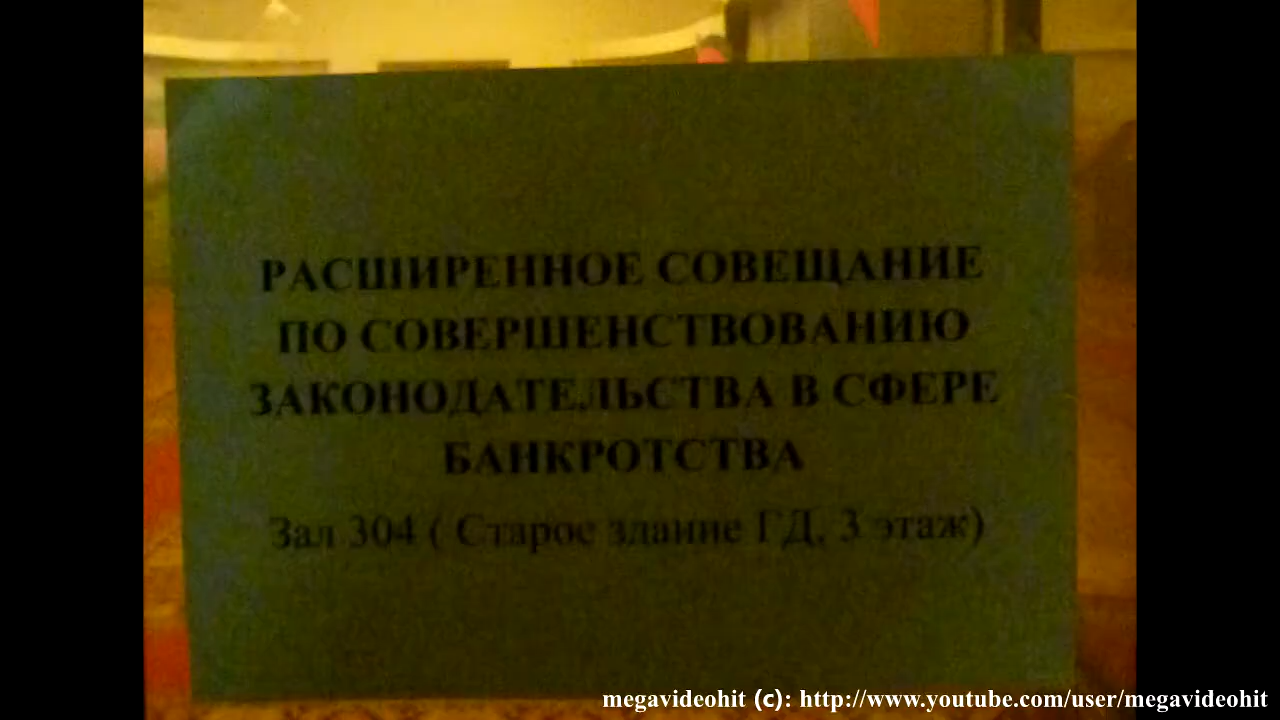 РАСШИРЕННОЕ СОВЕЩАНИЕ
ПО СОВЕРШЕНСТВОВАНИЮ
ЗАКОНОДАТЕЛЬСТВА В СФЕРЕ
БАНКРОТСТВА
Зал 304 ( Старое здание ГД, 3 этаж)
megavideohit (c): http://www.youtube.com/user/megavideohit